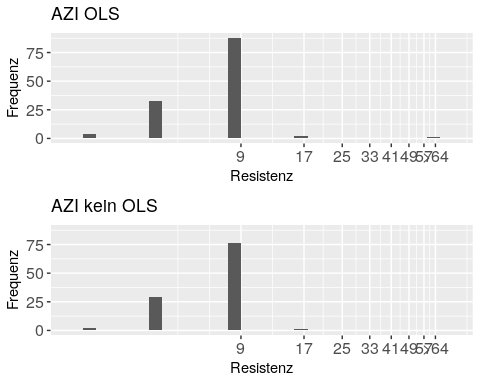 AZI OLS
Frequenz
75
50
25
0
9 17 25 33 41 49 57 64
Resistenz
AZI kein OLS
Frequenz
75
50
25
0
9 17 25 33 41 49 57 64
Resistenz